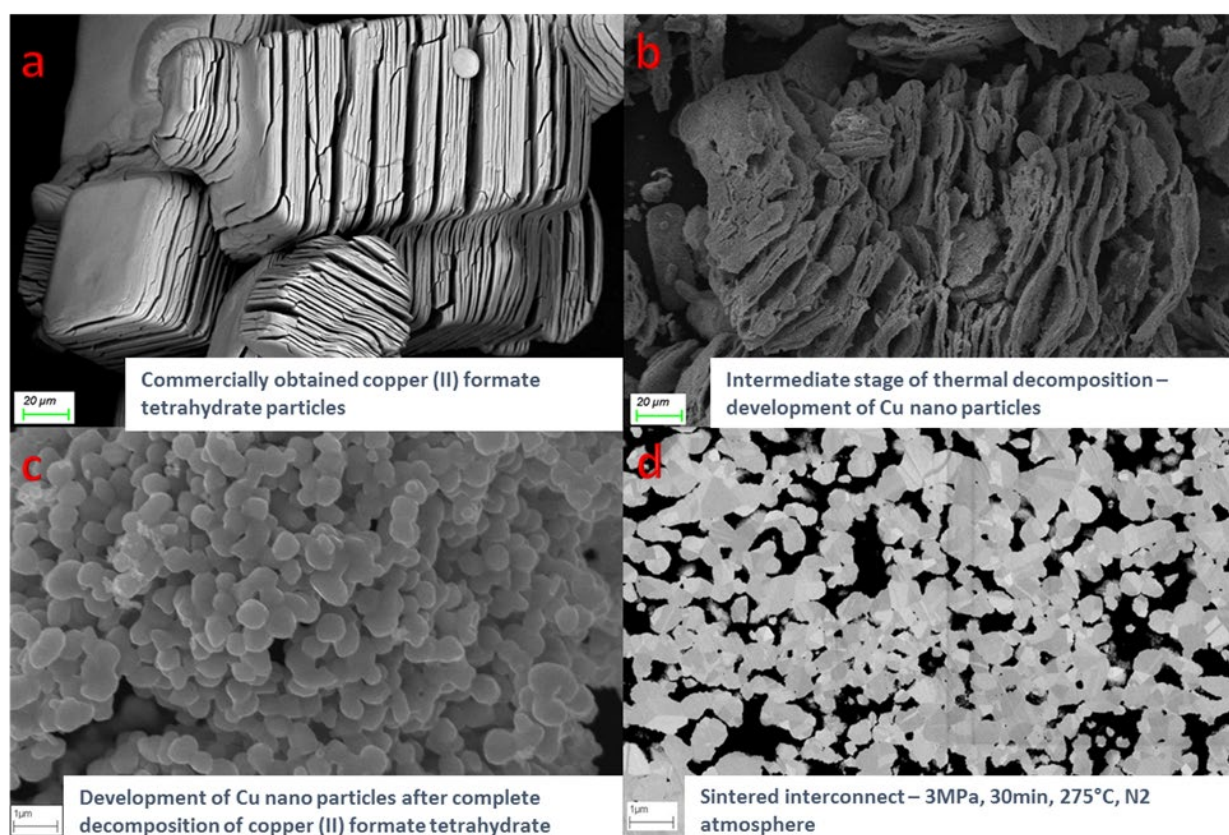 a
Commercially obtained copper (II) formate
tetrahydrate particles
20 µm
b
Intermediate stage of thermal decomposition –
development of Cu nano particles
20 µm
c
Development of Cu nano particles after complete
decomposition of copper (II) formate tetrahydrate
1µm
d
Sintered interconnect – 3MPa, 30min, 275°C, N2
atmosphere
1µm